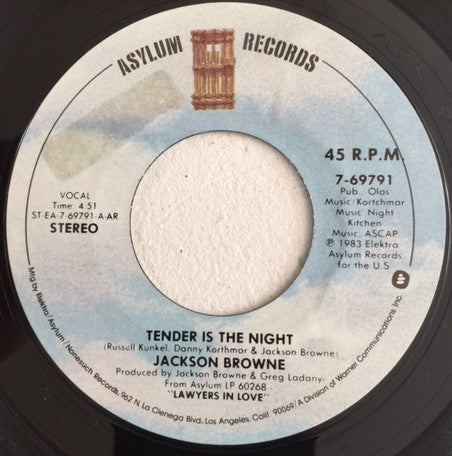 ASYLUM RECORDS
45 R.P.M.
7-69791
Pub., Olas
Music/Kortchmar
Music, Night
Kitchen
Music, ASCAP
℗ 1983 Elektra
Asylum Records
for the U.S
VOCAL
Time: 4:51
ST-EA-7-69791-A-AR
STEREO
TENDER IS THE NIGHT
(Russell Kunkel, Danny Korthmar & Jackson Browne)
JACKSON BROWNE
Produced by Jackson Browne & Greg Ladanyi
From Asylum LP 60268
"LAWYERS IN LOVE"
Mfg by Elektra/Asylum/Nonesuch Records, 962 N. La Cienega Blvd., Los Angeles, Calif. 90069/A Division of Warner Communications Inc.